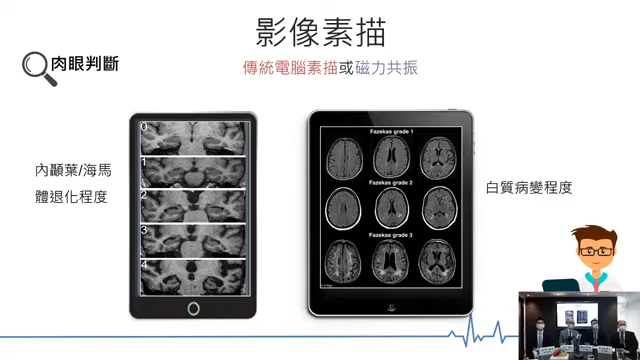 影像素描
肉眼判斷
傳統電腦素描或磁力共振
內顳葉/海馬
體退化程度
0
1
2
3
4
Fazekas grade 1
Fazekas grade 2
Fazekas grade 3
白質病變程度